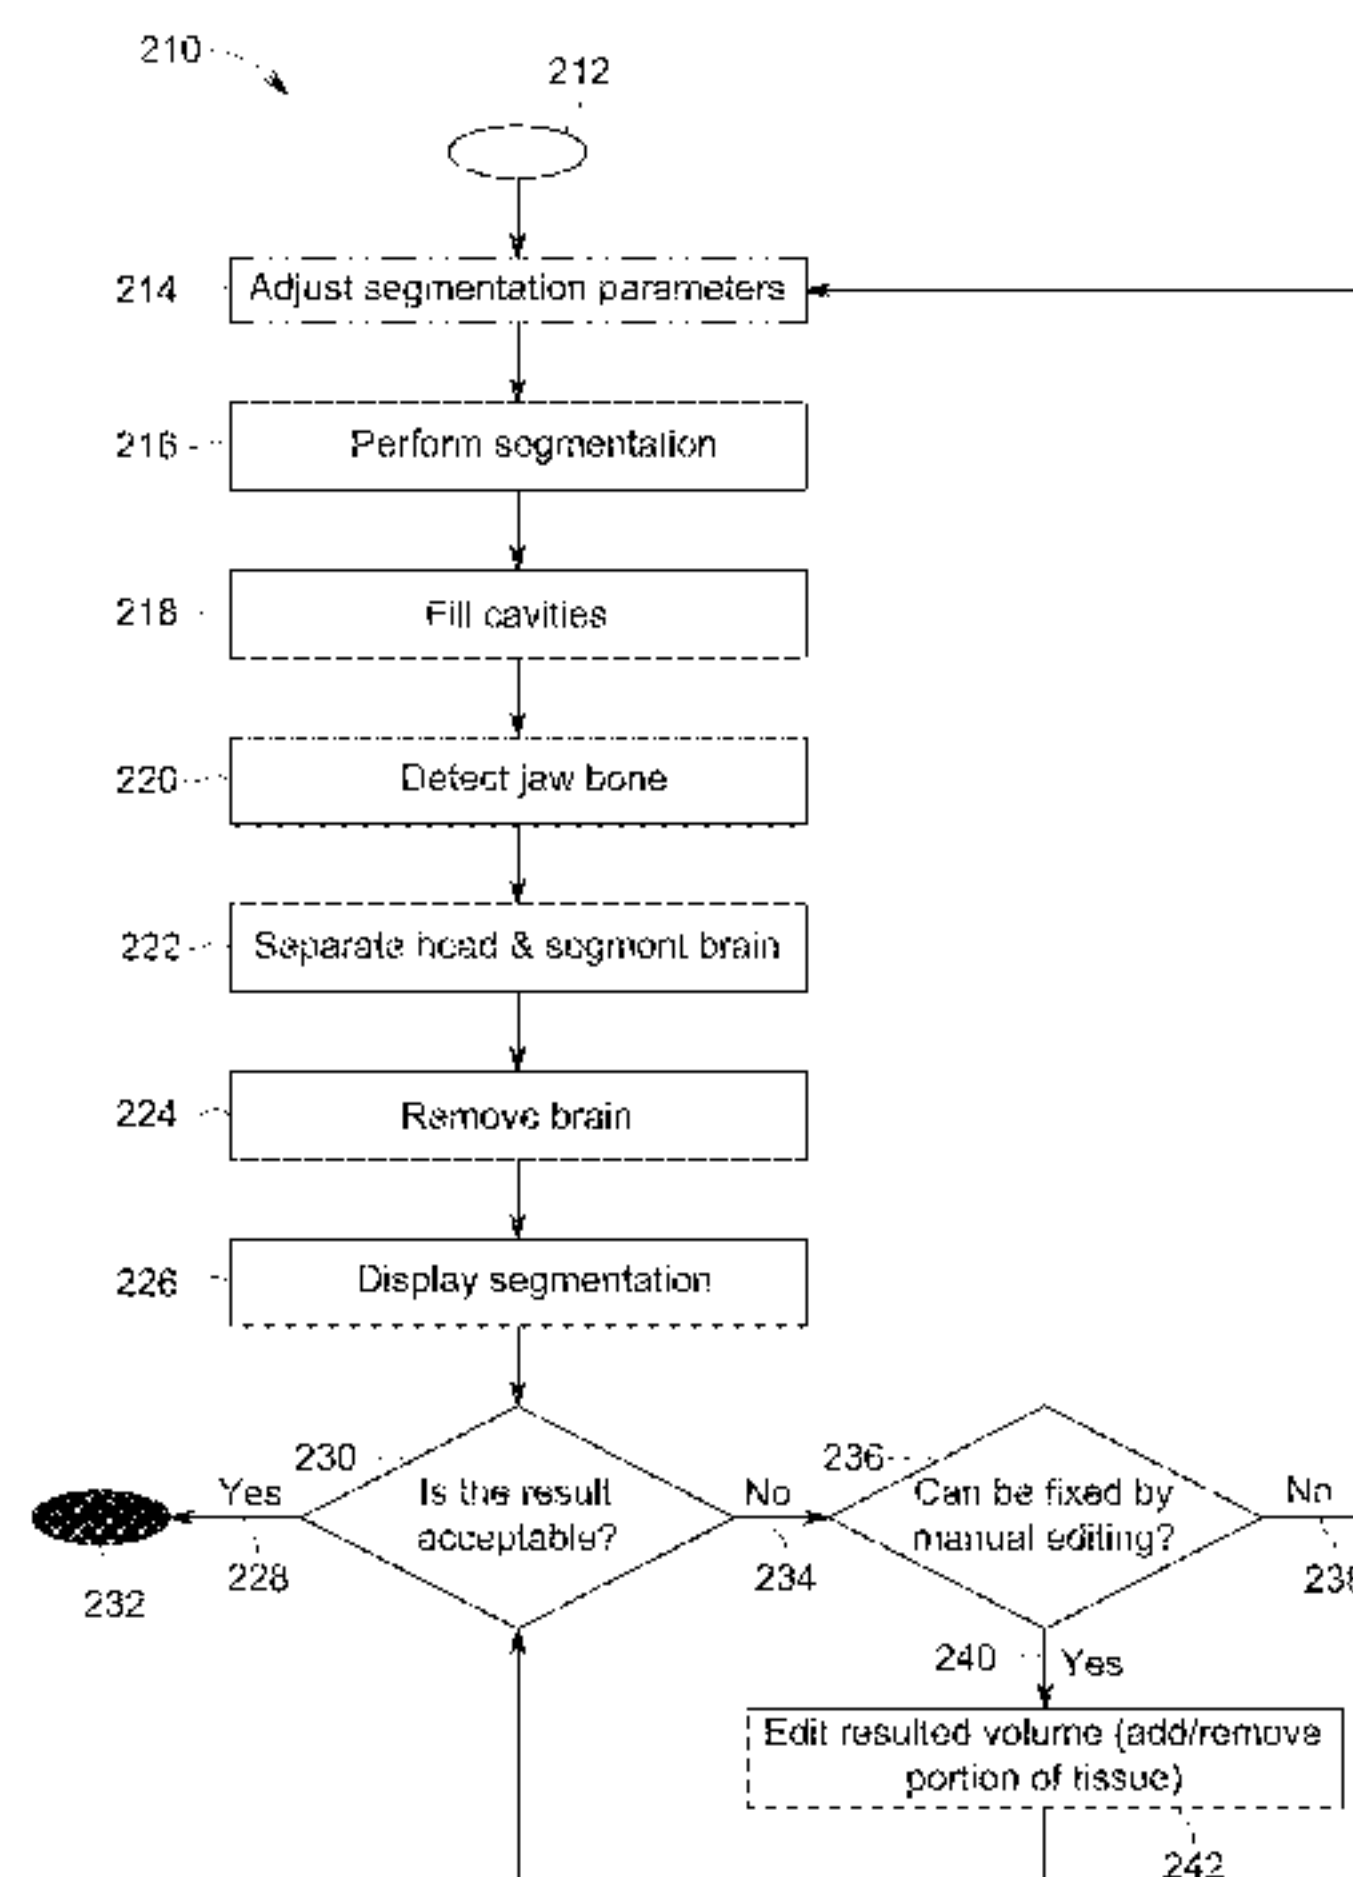 210
212
214
Adjust segmentation parameters
216
Perform segmentation
218
Fill cavities
220
Detect jaw bone
222
Separate head & segment brain
224
Remove brain
226
Display segmentation
230
236
Yes
Is the result
No
Can be fixed by
No
acceptable?
manual editing?
228
234
232
240
Yes
Edit resulted volume (add/remove
portion of tissue)
242